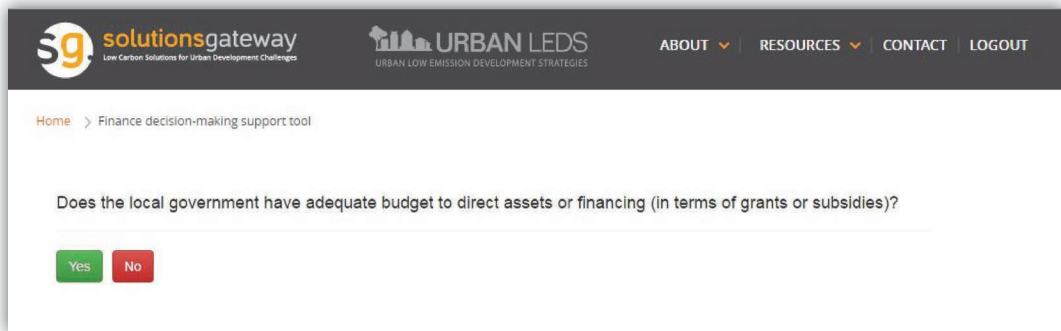 sg. solutionsgateway
Low Carbon Solutions for Urban Development Challenges
URBAN LEDS
URBAN LOW EMISSION DEVELOPMENT STRATEGIES
ABOUT RESOURCES CONTACT LOGOUT
Home > Finance decision-making support tool
Does the local government have adequate budget to direct assets or financing (in terms of grants or subsidies)?
Yes No